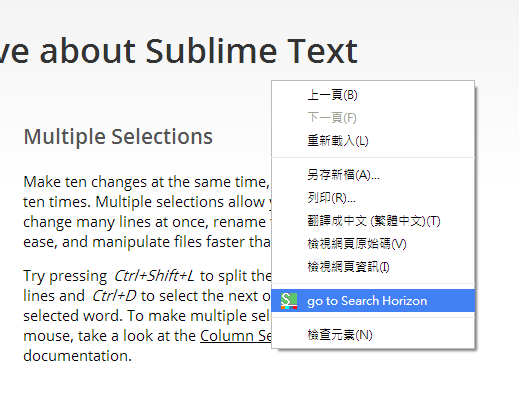 ve about Sublime Text
Multiple Selections
Make ten changes at the same time,
ten times. Multiple selections allow
change many lines at once, rename
ease, and manipulate files faster tha
Try pressing Ctrl+Shift+L to split the
lines and Ctrl+D to select the next o
selected word. To make multiple sel
mouse, take a look at the Column Se
documentation.
上一頁(B)
下一頁(F)
重新載入(L)
另存新檔(A)...
列印(R)...
翻譯成中文 (繁體中文)(T)
檢視網頁原始碼(V)
檢視網頁資訊(I)
go to Search Horizon
檢查元素(N)